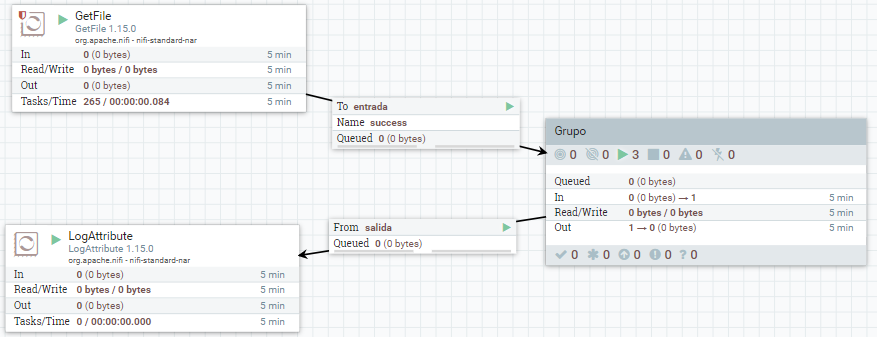 GetFile
GetFile 1.15.0
org.apache.nifi - nifi-standard-nar
In 0 (0 bytes) 5 min
Read/Write 0 bytes / 0 bytes 5 min
Out 0 (0 bytes) 5 min
Tasks/Time 265 / 00:00:00.084 5 min
To entrada
Name success
Queued 0 (0 bytes)
Grupo
0 0 3 0 0 0
Queued 0 (0 bytes)
In 0 (0 bytes) → 1 5 min
Read/Write 0 bytes / 0 bytes 5 min
Out 1 → 0 (0 bytes) 5 min
0 0 0 0 ? 0
From salida
Queued 0 (0 bytes)
LogAttribute
LogAttribute 1.15.0
org.apache.nifi - nifi-standard-nar
In 0 (0 bytes) 5 min
Read/Write 0 bytes / 0 bytes 5 min
Out 0 (0 bytes) 5 min
Tasks/Time 0 / 00:00:00.000 5 min